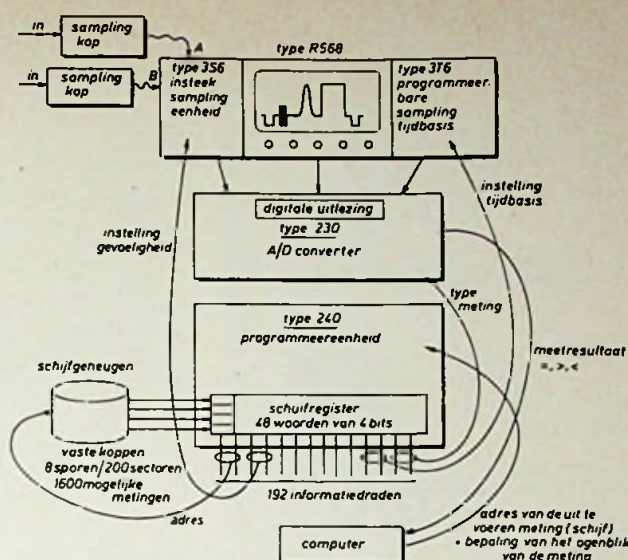 in
sampling
kop
A
in
sampling
kop
B
type R568
type 3S6
insteek
sampling
eenheid
type 3T6
programmeer-
bare
sampling
tijdbasis
instelling
tijdbasis
instelling
gevoeligheid
digitale uitlezing
type 230
A/D converter
type
meting
type 240
programmeereenheid
meetresultaat
=, >, <
schijfgeheugen
schuifregister
48 woorden van 4 bits
vaste koppen
8 sporen/200 sectoren
1600 mogelijke
metingen
adres
192 informatiedraden
computer
adres van de uit te
voeren meting (schijf)
• bepaling van het ogenblik
van de meting